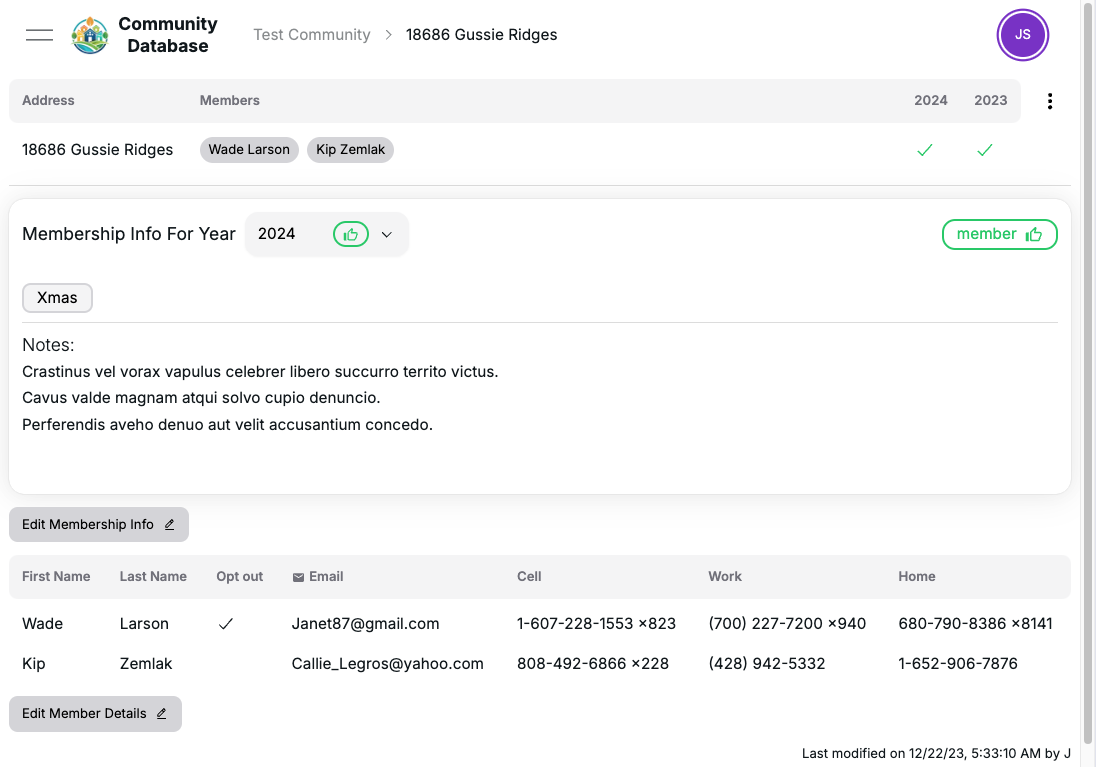 Community
Database
Test Community > 18686 Gussie Ridges
JS
Address Members 2024 2023
18686 Gussie Ridges Wade Larson Kip Zemlak
Membership Info For Year 2024 member
Xmas
Notes:
Crastinus vel vorax vapulus celebrer libero succurro territo victus.
Cavus valde magnam atqui solvo cupio denuncio.
Perferendis aveho denuo aut velit accusantium concedo.
Edit Membership Info
First Name Last Name Opt out Email Cell Work Home
Wade Larson Janet87@gmail.com 1-607-228-1553 ×823 (700) 227-7200 ×940 680-790-8386 ×8141
Kip Zemlak Callie_Legros@yahoo.com 808-492-6866 ×228 (428) 942-5332 1-652-906-7876
Edit Member Details
Last modified on 12/22/23, 5:33:10 AM by J